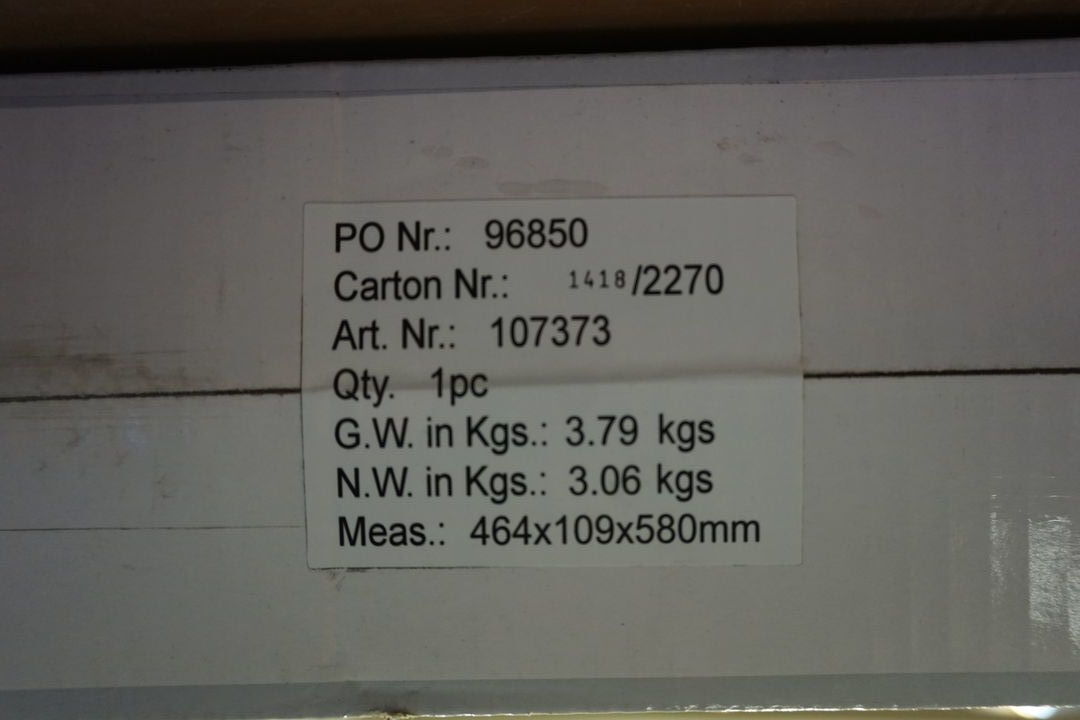 PO Nr.: 96850
Carton Nr.: 1418/2270
Art. Nr.: 107373
Qty. 1pc
G.W. in Kgs.: 3.79 kgs
N.W. in Kgs.: 3.06 kgs
Meas.: 464x109x580mm